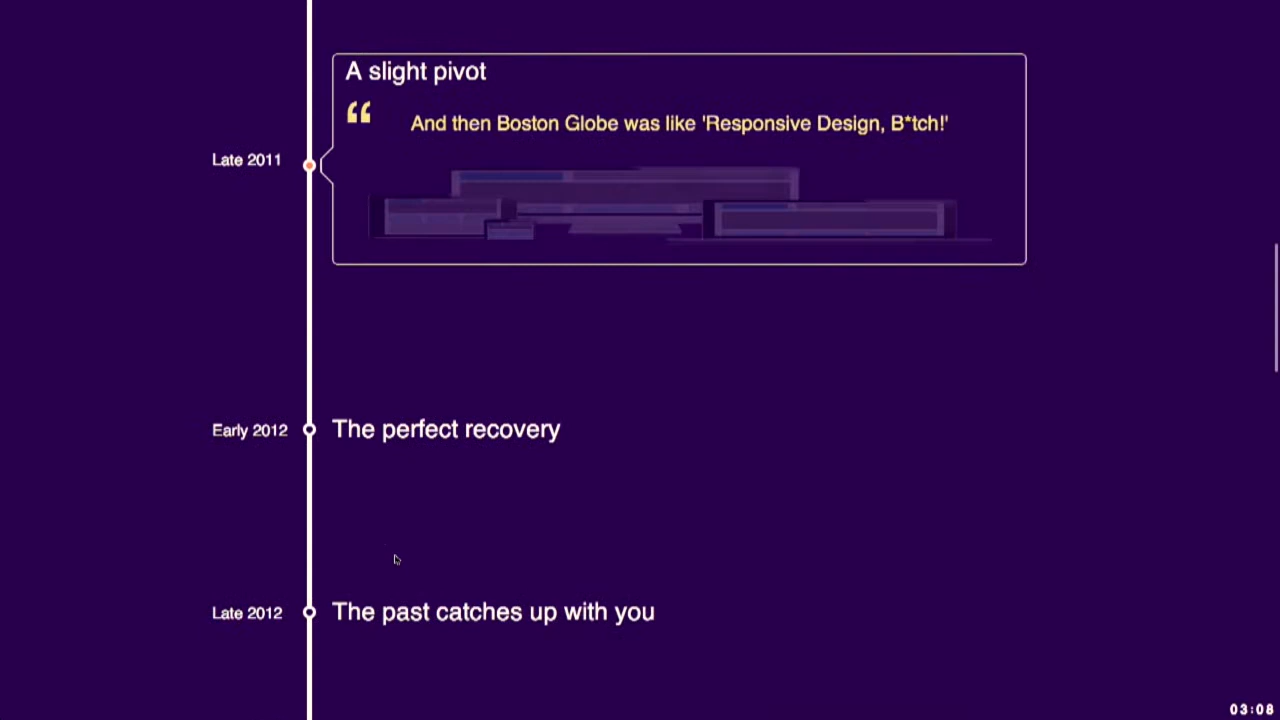 A slight pivot
“ And then Boston Globe was like 'Responsive Design, B*tch!'
Late 2011
Early 2012 The perfect recovery
Late 2012 The past catches up with you
03:08